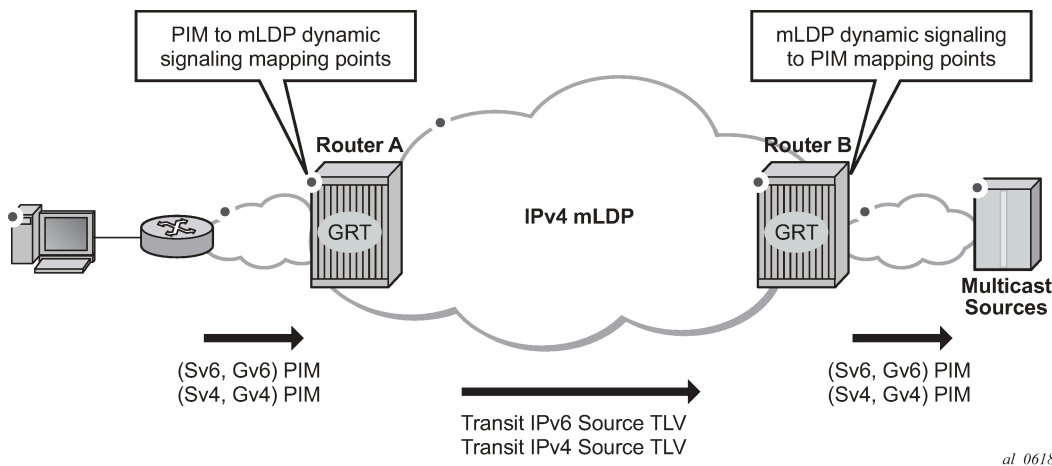 PIM to mLDP dynamic
signaling mapping points
mLDP dynamic signaling
to PIM mapping points
Router A
Router B
IPv4 mLDP
GRT
GRT
Multicast
Sources
(Sv6, Gv6) PIM
(Sv4, Gv4) PIM
(Sv6, Gv6) PIM
(Sv4, Gv4) PIM
Transit IPv6 Source TLV
Transit IPv4 Source TLV
al_0618